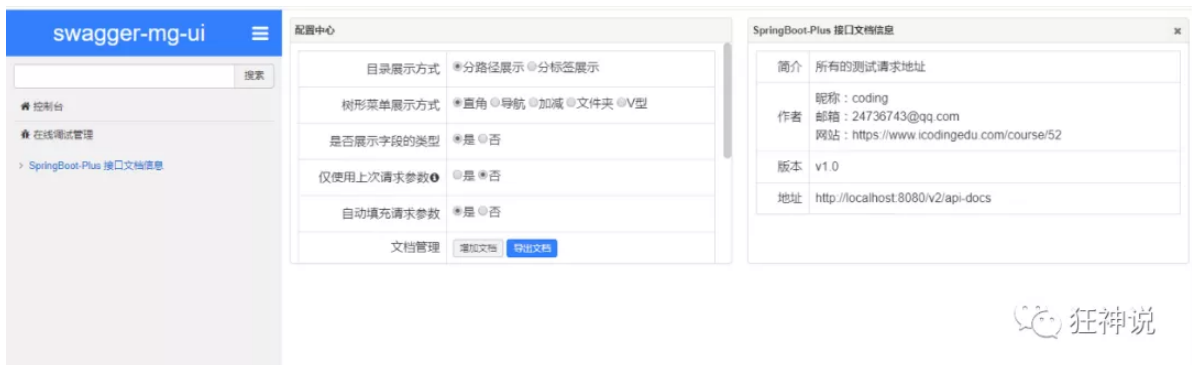 swagger-mg-ui
搜索
控制台
在线调试管理
SpringBoot-Plus 接口文档信息
配置中心
目录展示方式 分路径展示 分标签展示
树形菜单展示方式 直角 导航 加减 文件夹 V型
是否展示字段的类型 是 否
仅使用上次请求参数 是 否
自动填充请求参数 是 否
文档管理 增加文档 导出文档
SpringBoot-Plus 接口文档信息
简介 所有的测试请求地址
作者 昵称：coding
邮箱：24736743@qq.com
网站：https://www.icodingedu.com/course/52
版本 v1.0
地址 http://localhost:8080/v2/api-docs
狂神说